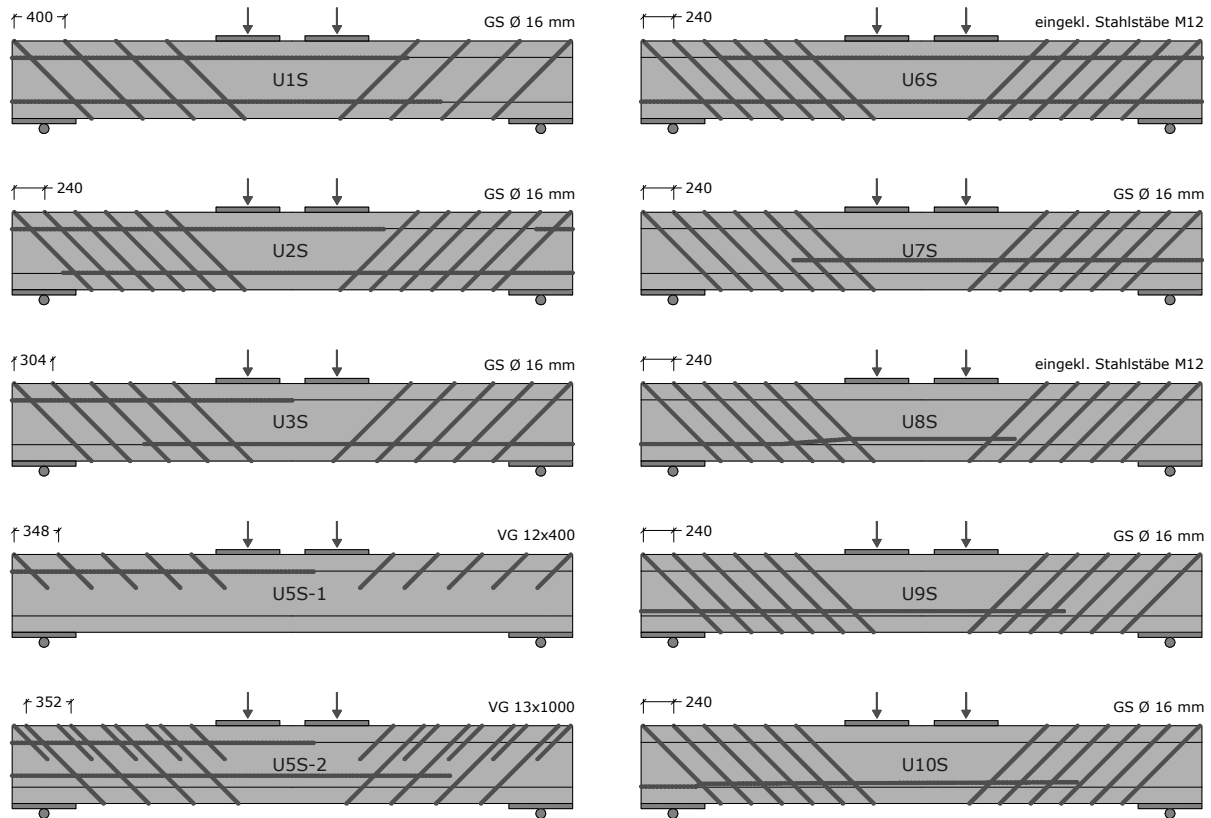 400 GS Ø 16 mm
U1S
240 GS Ø 16 mm
U2S
304 GS Ø 16 mm
U3S
348 VG 12x400
U5S-1
352 VG 13x1000
U5S-2
240 eingekl. Stahlstäbe M12
U6S
240 GS Ø 16 mm
U7S
240 eingekl. Stahlstäbe M12
U8S
240 GS Ø 16 mm
U9S
240 GS Ø 16 mm
U10S